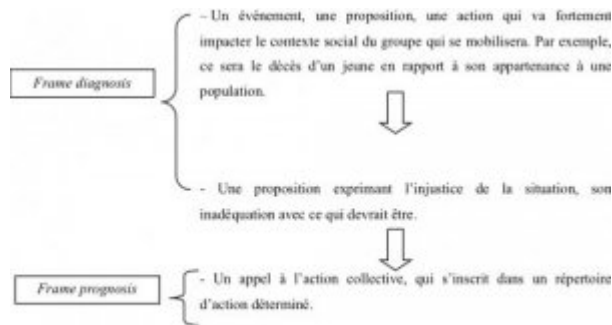 – Un événement, une proposition, une action qui va fortement
impacter le contexte social du groupe qui se mobilisera. Par exemple,
ce sera le décès d'un jeune en rapport à son appartenance à une
population.
Frame diagnosis
- Une proposition exprimant l'injustice de la situation, son
inadéquation avec ce qui devrait être.
- Un appel à l'action collective, qui s'inscrit dans un répertoire
d'action déterminé.
Frame prognosis